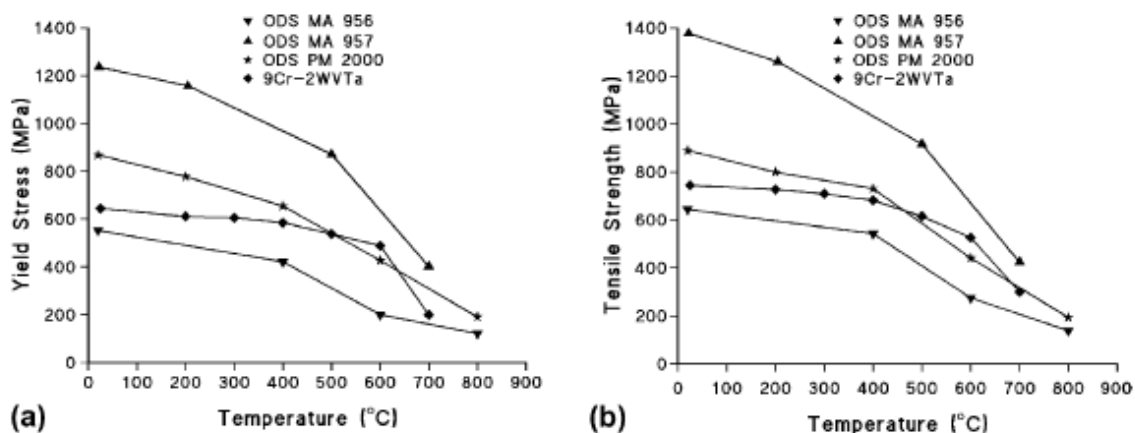 ODS MA 956
ODS MA 957
ODS PM 2000
9Cr-2WVTa
1400
1200
1000
800
600
400
200
0
Yield Stress (MPa)
0 100 200 300 400 500 600 700 800 900
Temperature (°C)
(a)
ODS MA 956
ODS MA 957
ODS PM 2000
9Cr-2WVTa
1400
1200
1000
800
600
400
200
0
Tensile Strength (MPa)
0 100 200 300 400 500 600 700 800 900
Temperature (°C)
(b)